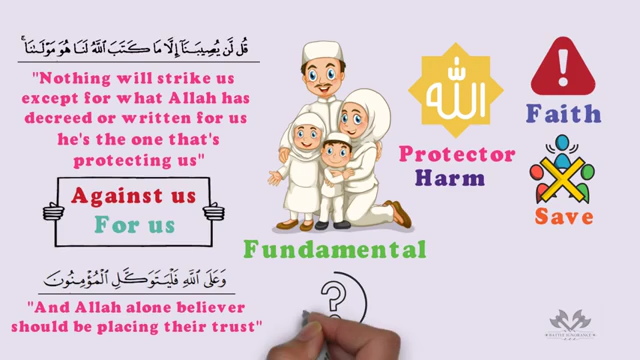 قُل لَّن يُصِيبَنَآ إِلَّا مَا كَتَبَ ٱللَّهُ لَنَا هُوَ مَوْلَىٰنَا ۚ
"Nothing will strike us
except for what Allah has
decreed or written for us
he's the one that's
protecting us"
Against us
For us
وَعَلَى ٱللَّهِ فَلْيَتَوَكَّلِ ٱلْمُؤْمِنُونَ
"And Allah alone believer
should be placing their trust"
Fundamental
?
الله
Protector
Harm
!
Faith
Save
BATTLE IGNORANCE